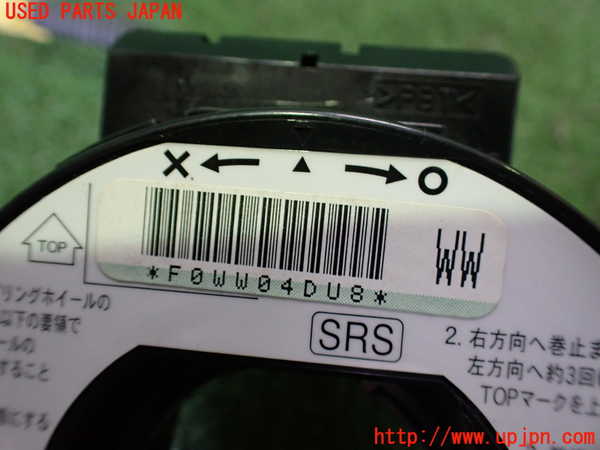 USED PARTS JAPAN
>PBT<
X ← ▲ → O
TOP
*F0WW04DU8*
WW
SRS
リングホイールの
以下の要領で
ールの
すること
にする
2. 右方向へ巻止ま
左方向へ約3回
TOPマークを上
http://www.upjpn.com